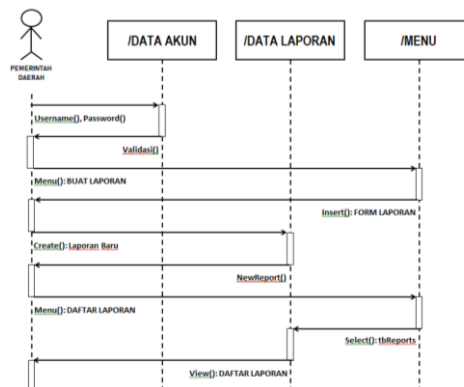 /DATA AKUN
/DATA LAPORAN
/MENU
PEMERINTAH
DAERAH
Username(), Password()
Validasi()
Menu(): BUAT LAPORAN
Insert(): FORM LAPORAN
Create(): Laporan Baru
NewReport()
Menu(): DAFTAR LAPORAN
Select(): tbReports
View(): DAFTAR LAPORAN